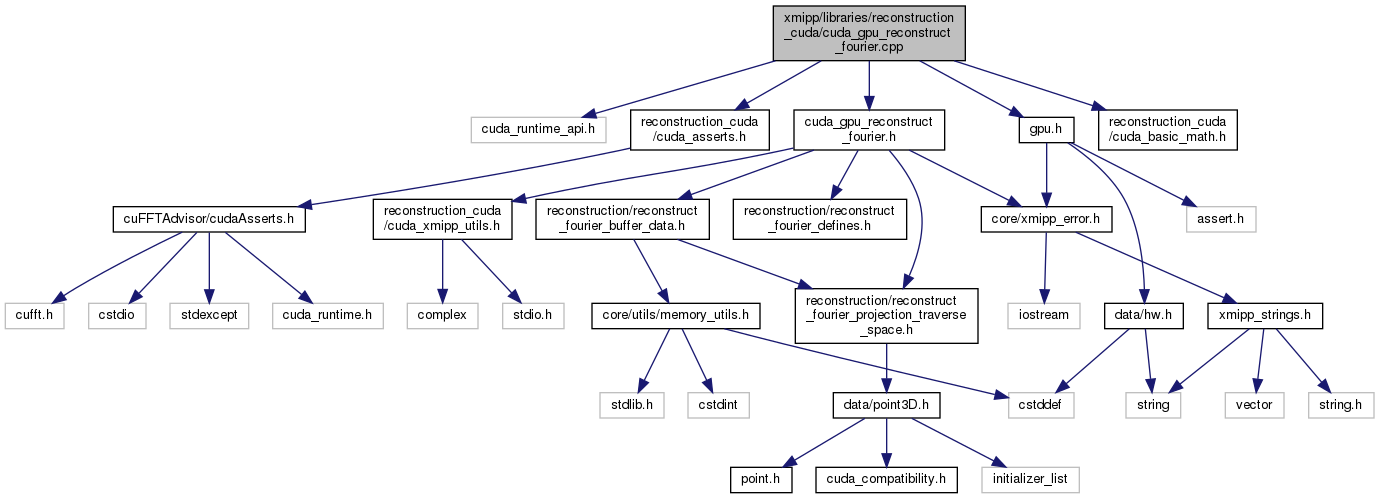 xmipp/libraries/reconstruction
_cuda/cuda_gpu_reconstruct
_fourier.cpp
cuda_runtime_api.h
reconstruction_cuda
/cuda_asserts.h
cuda_gpu_reconstruct
_fourier.h
gpu.h
reconstruction_cuda
/cuda_basic_math.h
cuFFTAdvisor/cudaAsserts.h
reconstruction_cuda
/cuda_xmipp_utils.h
reconstruction/reconstruct
_fourier_buffer_data.h
reconstruction/reconstruct
_fourier_defines.h
core/xmipp_error.h
assert.h
cufft.h
cstdio
stdexcept
cuda_runtime.h
complex
stdio.h
core/utils/memory_utils.h
reconstruction/reconstruct
_fourier_projection_traverse
_space.h
iostream
data/hw.h
xmipp_strings.h
stdlib.h
cstdint
data/point3D.h
cstddef
string
vector
string.h
point.h
cuda_compatibility.h
initializer_list